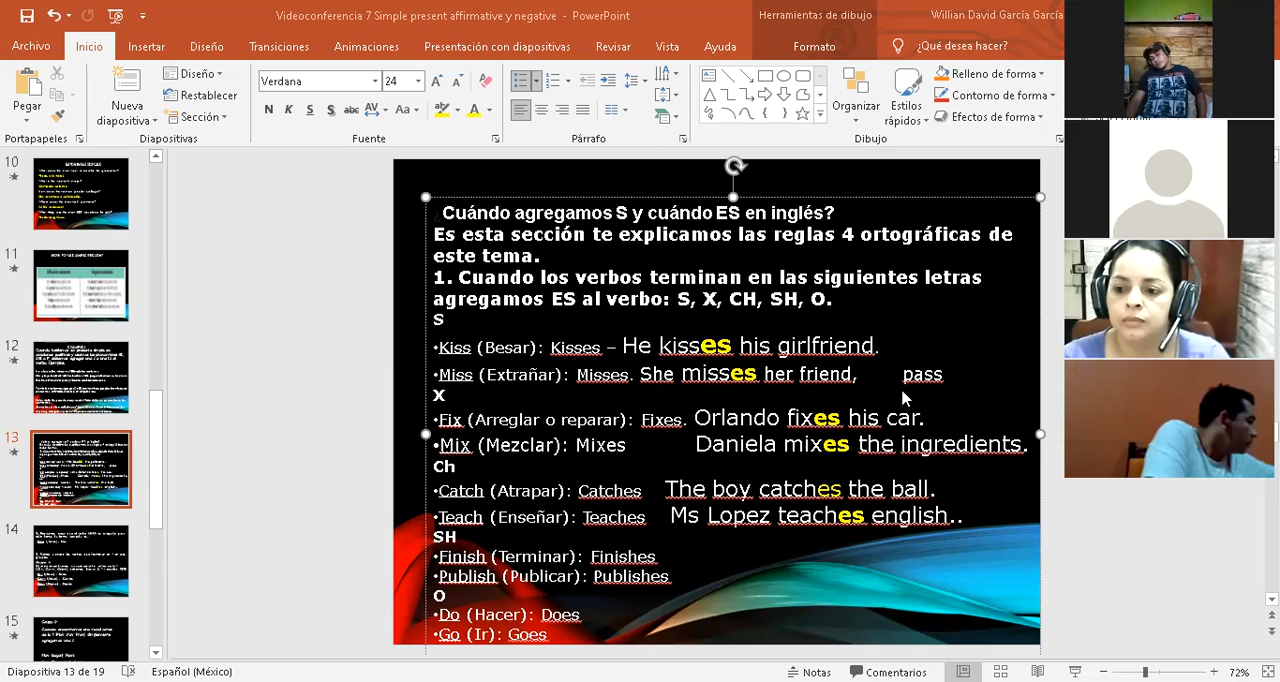 Videoconferencia 7 Simple present affirmative y negative - PowerPoint
Herramientas de dibujo
Willian David García García
Archivo
Inicio
Insertar
Diseño
Transiciones
Animaciones
Presentación con diapositivas
Revisar
Vista
Ayuda
Formato
¿Qué desea hacer?
Pegar
Nueva diapositiva
Diseño
Restablecer
Sección
Verdana
24
N K S S abc AV Aa
Organizar
Estilos rápidos
Relleno de forma
Contorno de forma
Efectos de forma
Portapapeles
Diapositivas
Fuente
Párrafo
Dibujo
10
11
12
13
14
15
Cuándo agregamos S y cuándo ES en inglés?
Es esta sección te explicamos las reglas 4 ortográficas de
este tema.
1. Cuando los verbos terminan en las siguientes letras
agregamos ES al verbo: S, X, CH, SH, O.
S
•Kiss (Besar): Kisses – He kisses his girlfriend.
•Miss (Extrañar): Misses. She misses her friend, pass
X
•Fix (Arreglar o reparar): Fixes. Orlando fixes his car.
•Mix (Mezclar): Mixes Daniela mixes the ingredients.
Ch
•Catch (Atrapar): Catches The boy catches the ball.
•Teach (Enseñar): Teaches Ms Lopez teaches english..
SH
•Finish (Terminar): Finishes
•Publish (Publicar): Publishes
O
•Do (Hacer): Does
•Go (Ir): Goes
Diapositiva 13 de 19
Español (México)
Notas
Comentarios
72%